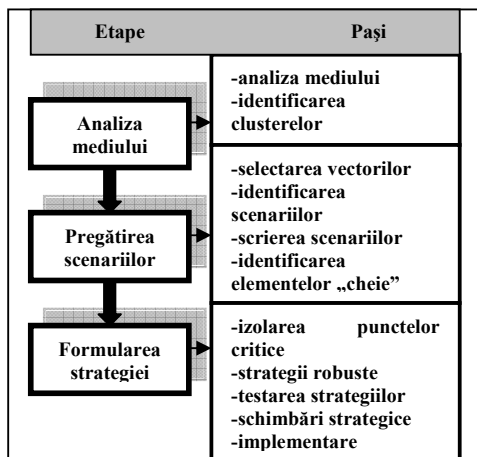 Etape Paşi
Analiza
mediului
-analiza mediului
-identificarea
clusterelor
Pregătirea
scenariilor
-selectarea vectorilor
-identificarea
scenariilor
-scrierea scenariilor
-identificarea
elementelor „cheie”
Formularea
strategiei
-izolarea punctelor
critice
-strategii robuste
-testarea strategiilor
-schimbări strategice
-implementare